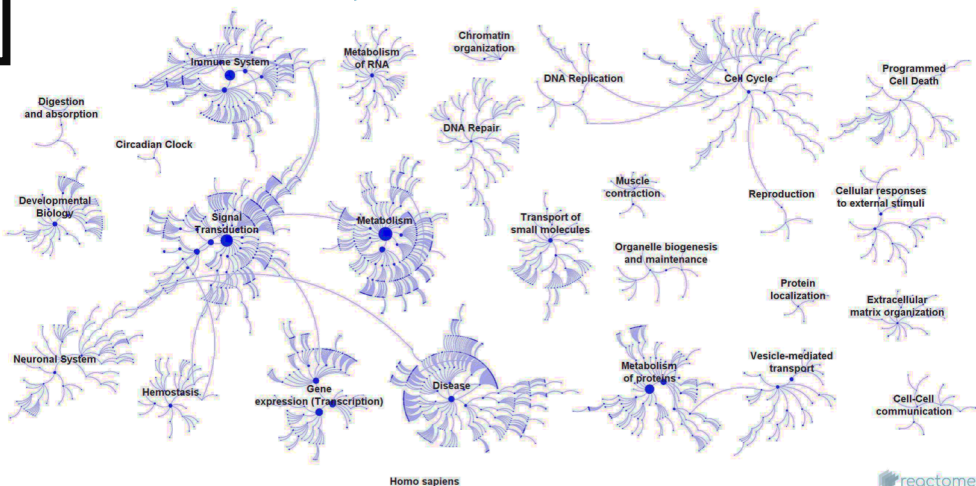 Immune System
Metabolism
of RNA
Chromatin
organization
DNA Replication
Cell Cycle
Programmed
Cell Death
Digestion
and absorption
Circadian Clock
DNA Repair
Developmental
Biology
Signal
Transduction
Metabolism
Transport of
small molecules
Muscle
contraction
Reproduction
Cellular responses
to external stimuli
Organelle biogenesis
and maintenance
Protein
localization
Extracellular
matrix organization
Neuronal System
Hemostasis
Gene
expression (Transcription)
Disease
Metabolism
of proteins
Vesicle-mediated
transport
Cell-Cell
communication
Homo sapiens
reactome